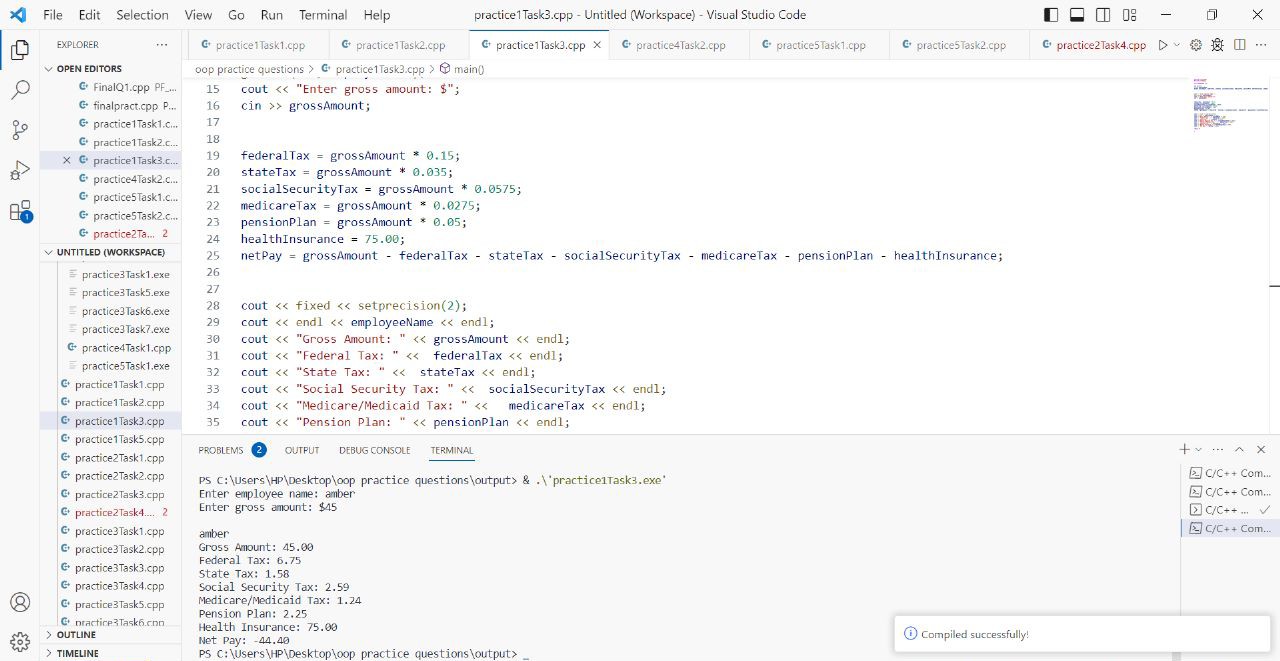 File Edit Selection View Go Run Terminal Help practice1Task3.cpp - Untitled (Workspace) - Visual Studio Code
EXPLORER
OPEN EDITORS
FinalQ1.cpp PF_...
finalpract.cpp P...
practice1Task1.c...
practice1Task2.c...
practice1Task3.c...
practice4Task2.c...
practice5Task1.c...
practice5Task2.c...
practice2Ta... 2
UNTITLED (WORKSPACE)
practice3Task1.exe
practice3Task5.exe
practice3Task6.exe
practice3Task7.exe
practice4Task1.cpp
practice5Task1.exe
practice1Task1.cpp
practice1Task2.cpp
practice1Task3.cpp
practice1Task5.cpp
practice2Task1.cpp
practice2Task2.cpp
practice2Task3.cpp
practice2Task4.... 2
practice3Task1.cpp
practice3Task2.cpp
practice3Task3.cpp
practice3Task4.cpp
practice3Task5.cpp
practice3Task6.cpp
OUTLINE
TIMELINE
1
practice1Task1.cpp practice1Task2.cpp practice1Task3.cpp practice4Task2.cpp practice5Task1.cpp practice5Task2.cpp practice2Task4.cpp
oop practice questions > practice1Task3.cpp > main()
15 cout << "Enter gross amount: $";
16 cin >> grossAmount;
17
18
19 federalTax = grossAmount * 0.15;
20 stateTax = grossAmount * 0.035;
21 socialSecurityTax = grossAmount * 0.0575;
22 medicareTax = grossAmount * 0.0275;
23 pensionPlan = grossAmount * 0.05;
24 healthInsurance = 75.00;
25 netPay = grossAmount - federalTax - stateTax - socialSecurityTax - medicareTax - pensionPlan - healthInsurance;
26
27
28 cout << fixed << setprecision(2);
29 cout << endl << employeeName << endl;
30 cout << "Gross Amount: " << grossAmount << endl;
31 cout << "Federal Tax: " <<  federalTax << endl;
32 cout << "State Tax: " <<  stateTax << endl;
33 cout << "Social Security Tax: " <<  socialSecurityTax << endl;
34 cout << "Medicare/Medicaid Tax: " <<   medicareTax << endl;
35 cout << "Pension Plan: " << pensionPlan << endl;
PROBLEMS 2 OUTPUT DEBUG CONSOLE TERMINAL
PS C:\Users\HP\Desktop\oop practice questions\output> & .\'practice1Task3.exe'
Enter employee name: amber
Enter gross amount: $45
amber
Gross Amount: 45.00
Federal Tax: 6.75
State Tax: 1.58
Social Security Tax: 2.59
Medicare/Medicaid Tax: 1.24
Pension Plan: 2.25
Health Insurance: 75.00
Net Pay: -44.40
PS C:\Users\HP\Desktop\oop practice questions\output> _
C/C++ Com...
C/C++ Com...
C/C++ ...
C/C++ Com...
Compiled successfully!